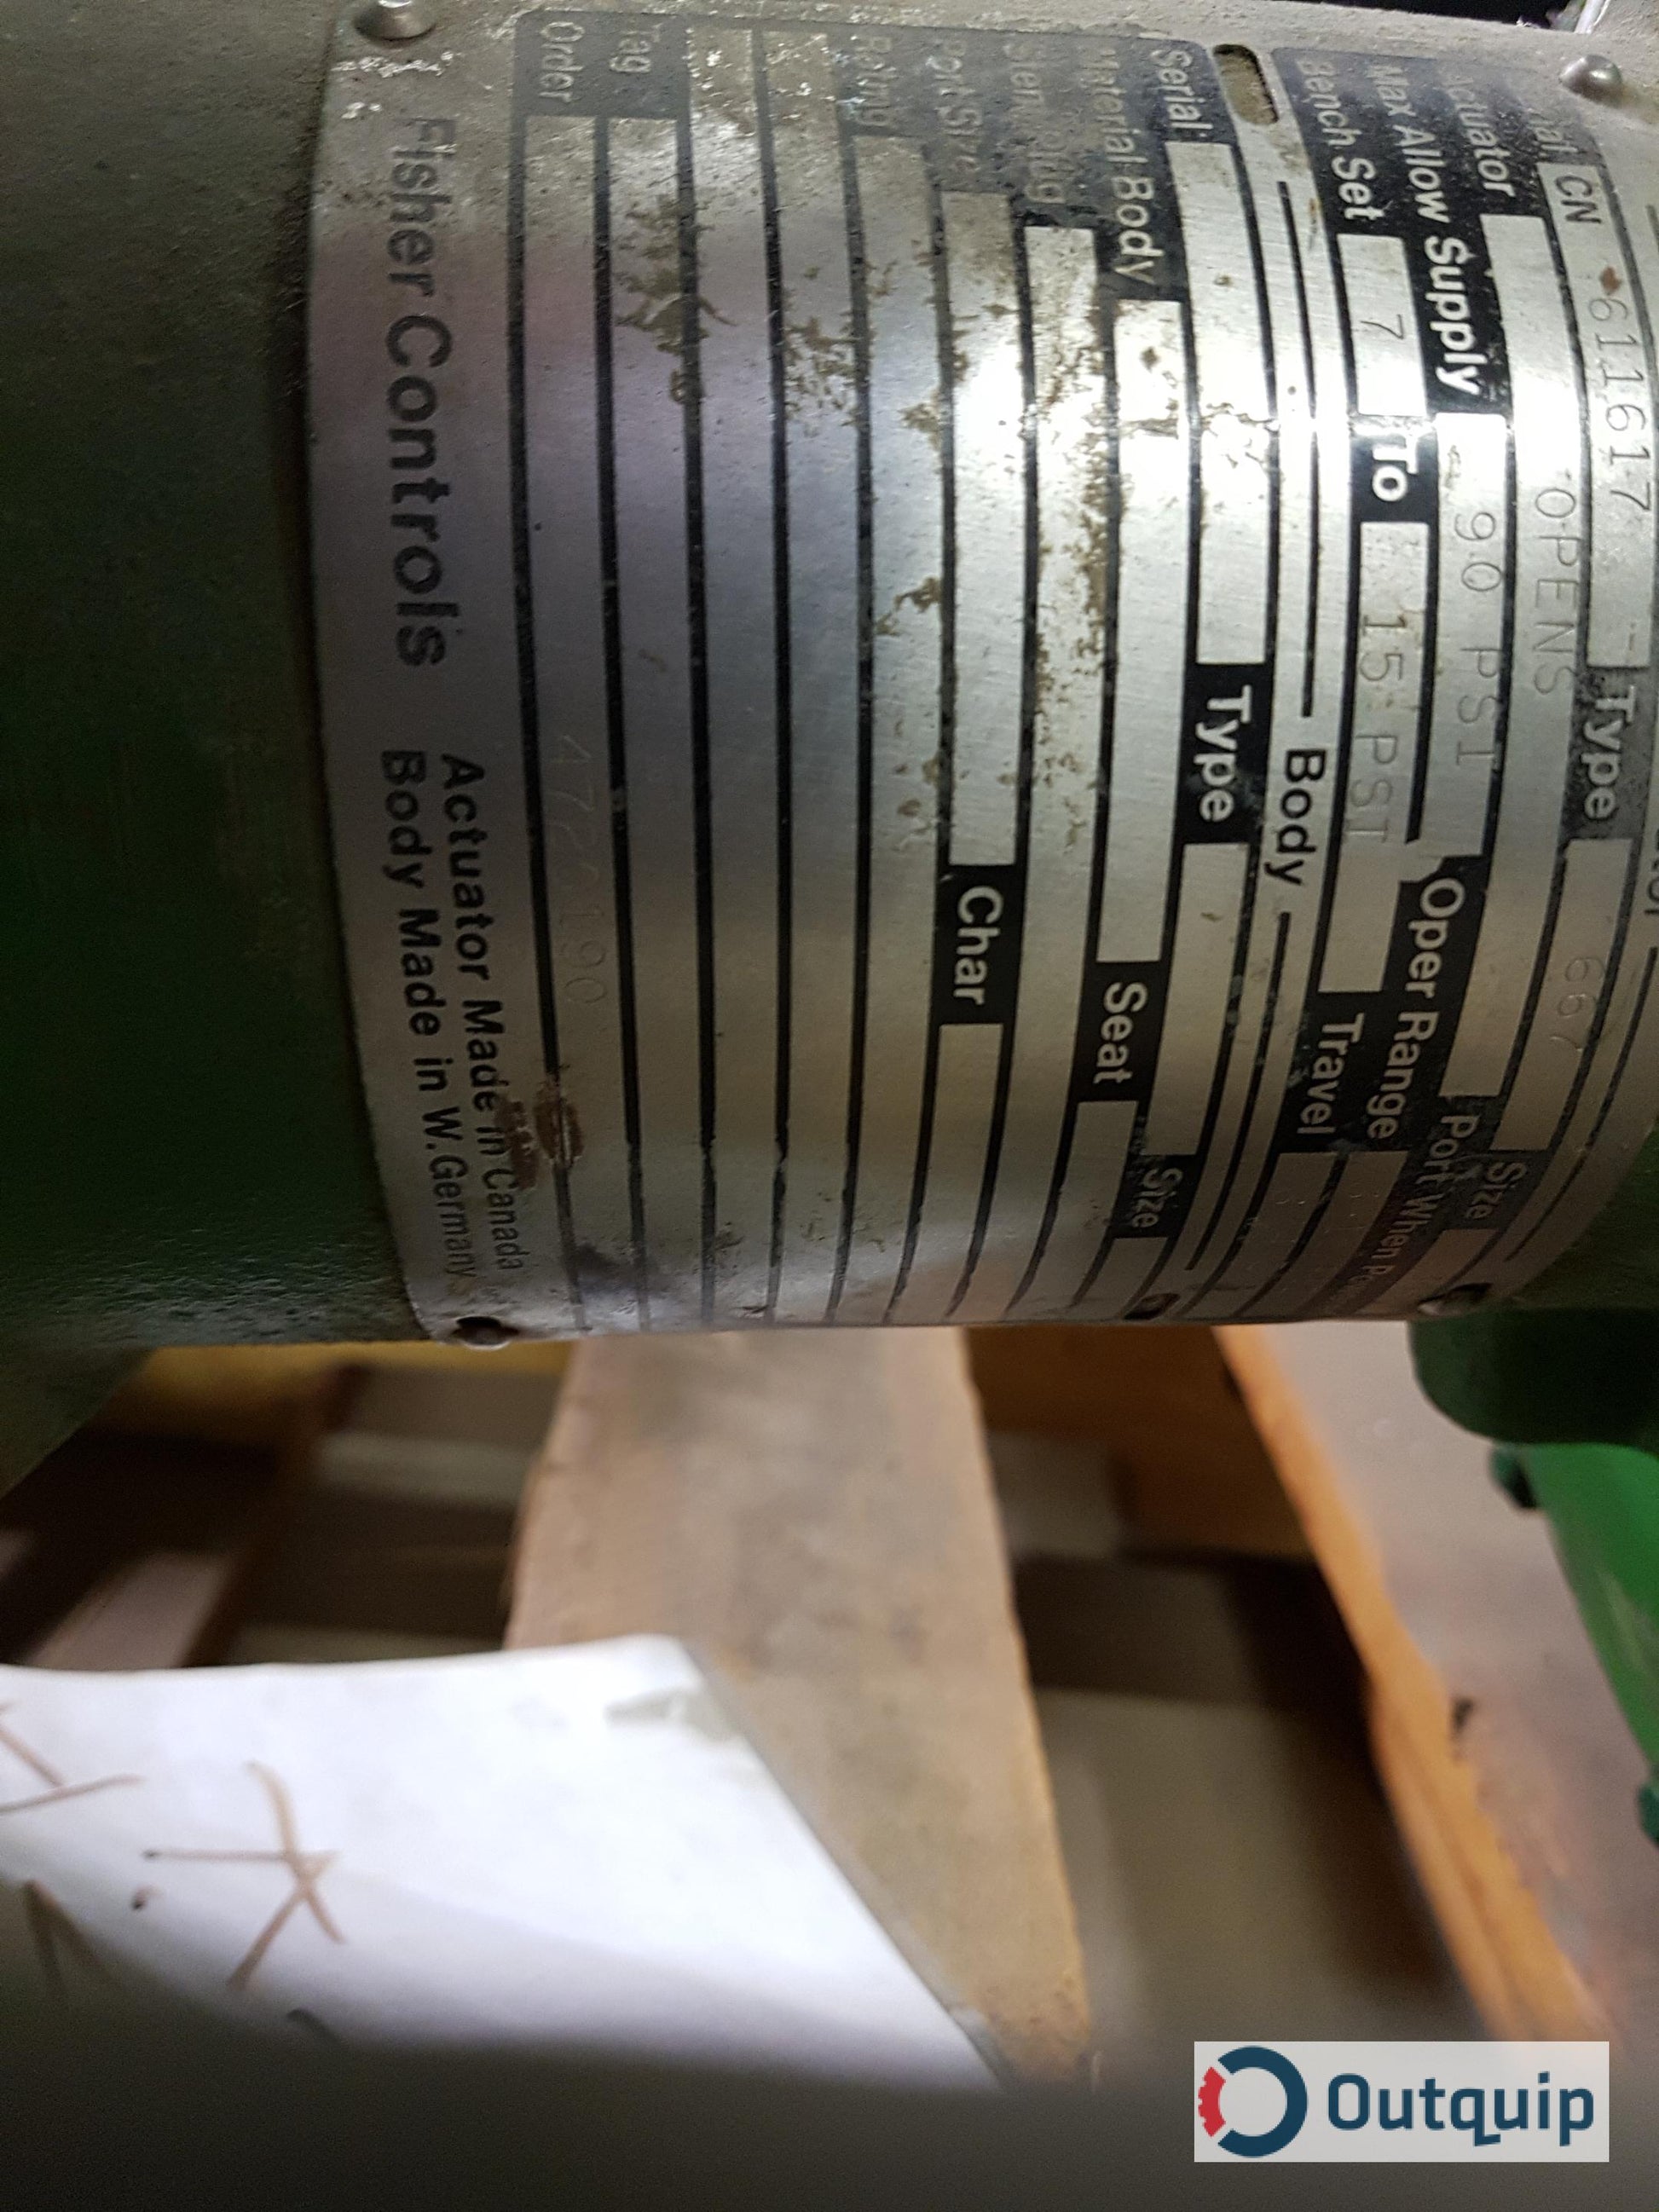 CN 611617 Type 667
Actuator OPENS Size
Max Allow Supply 90 PSI Oper Range Port When
Bench Set 7 To 15 PSI Travel
Body
Serial Type Size
Material Body Seat
Port Size Char
Rating
Tag
Order
Fisher Controls
Actuator Made in Canada
Body Made in W. Germany
Outquip